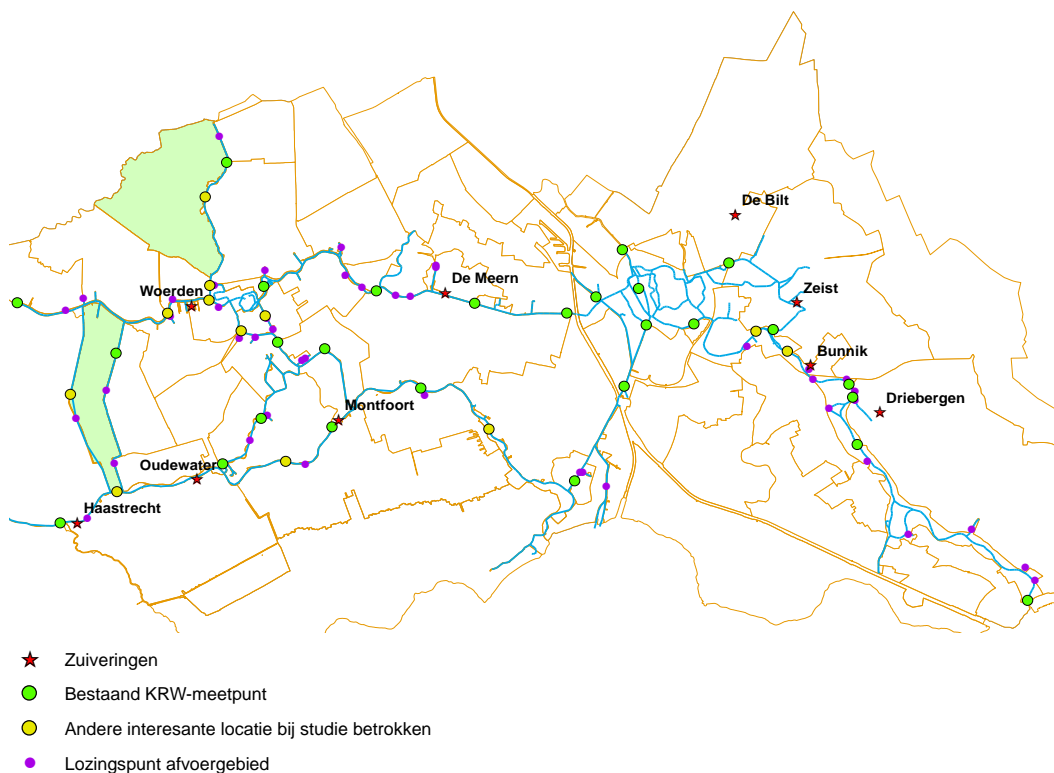 De Bilt
De Meern
Woerden
Zeist
Bunnik
Driebergen
Montfoort
Oudewater
Haastrecht
Zuiveringen
Bestaand KRW-meetpunt
Andere interesante locatie bij studie betrokken
Lozingspunt afvoergebied